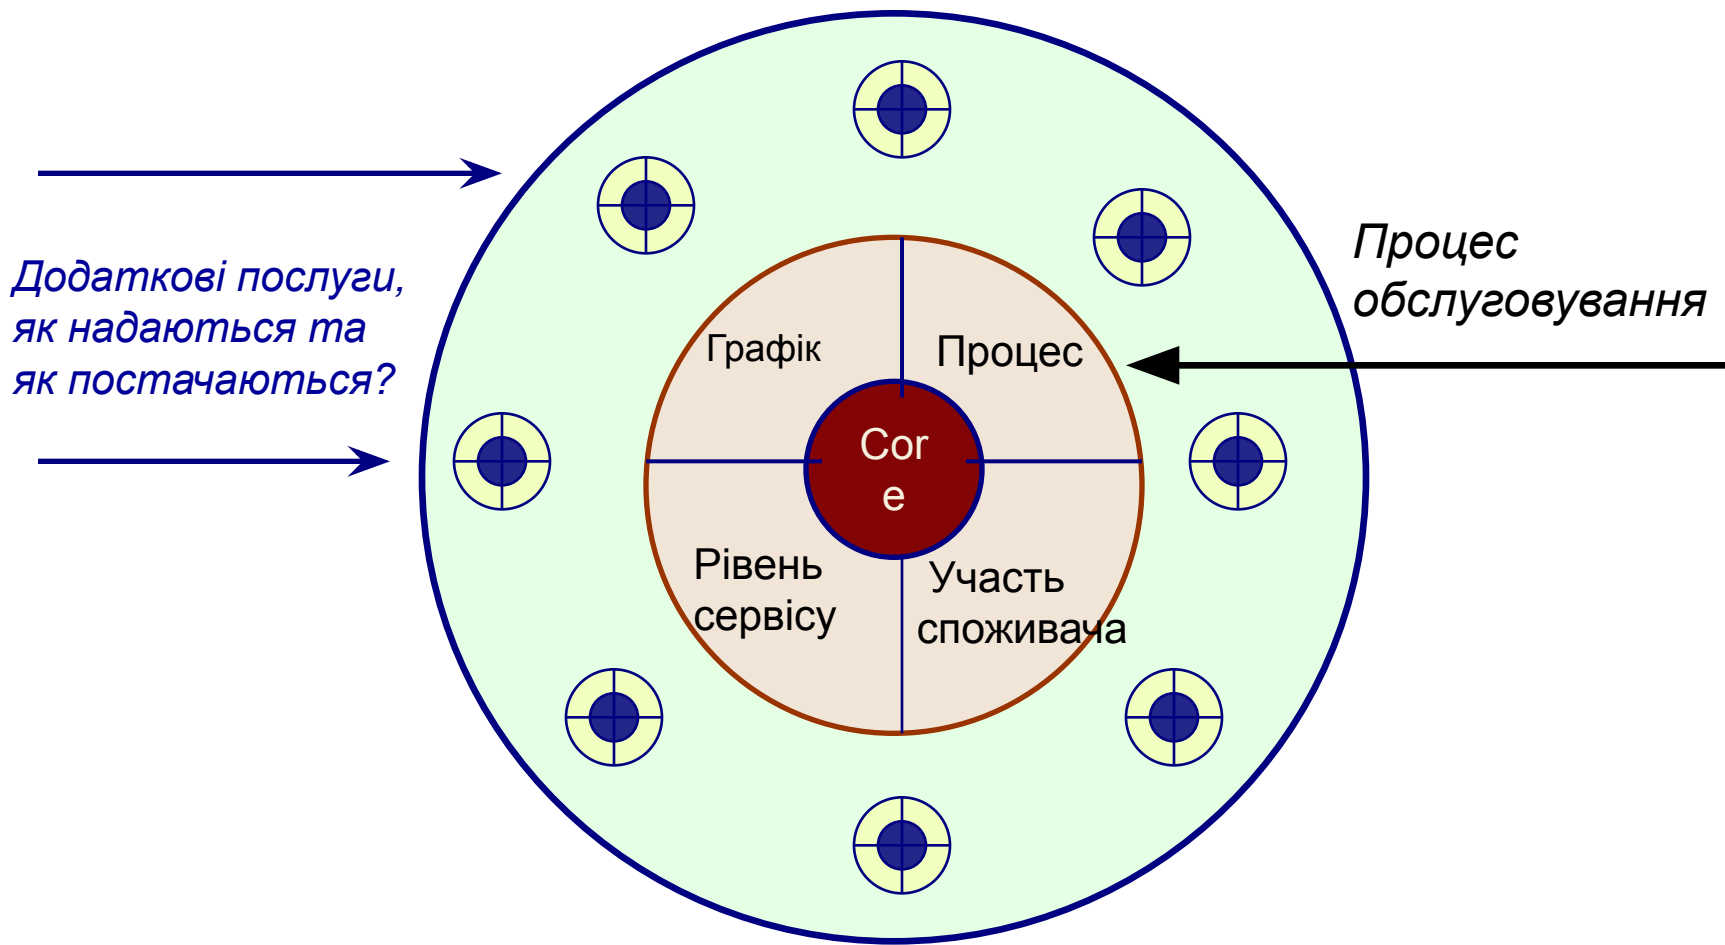 Додаткові послуги,
як надаються та
як постачаються?
Графік
Процес
Cor
e
Рівень
сервісу
Участь
споживача
Процес
обслуговування